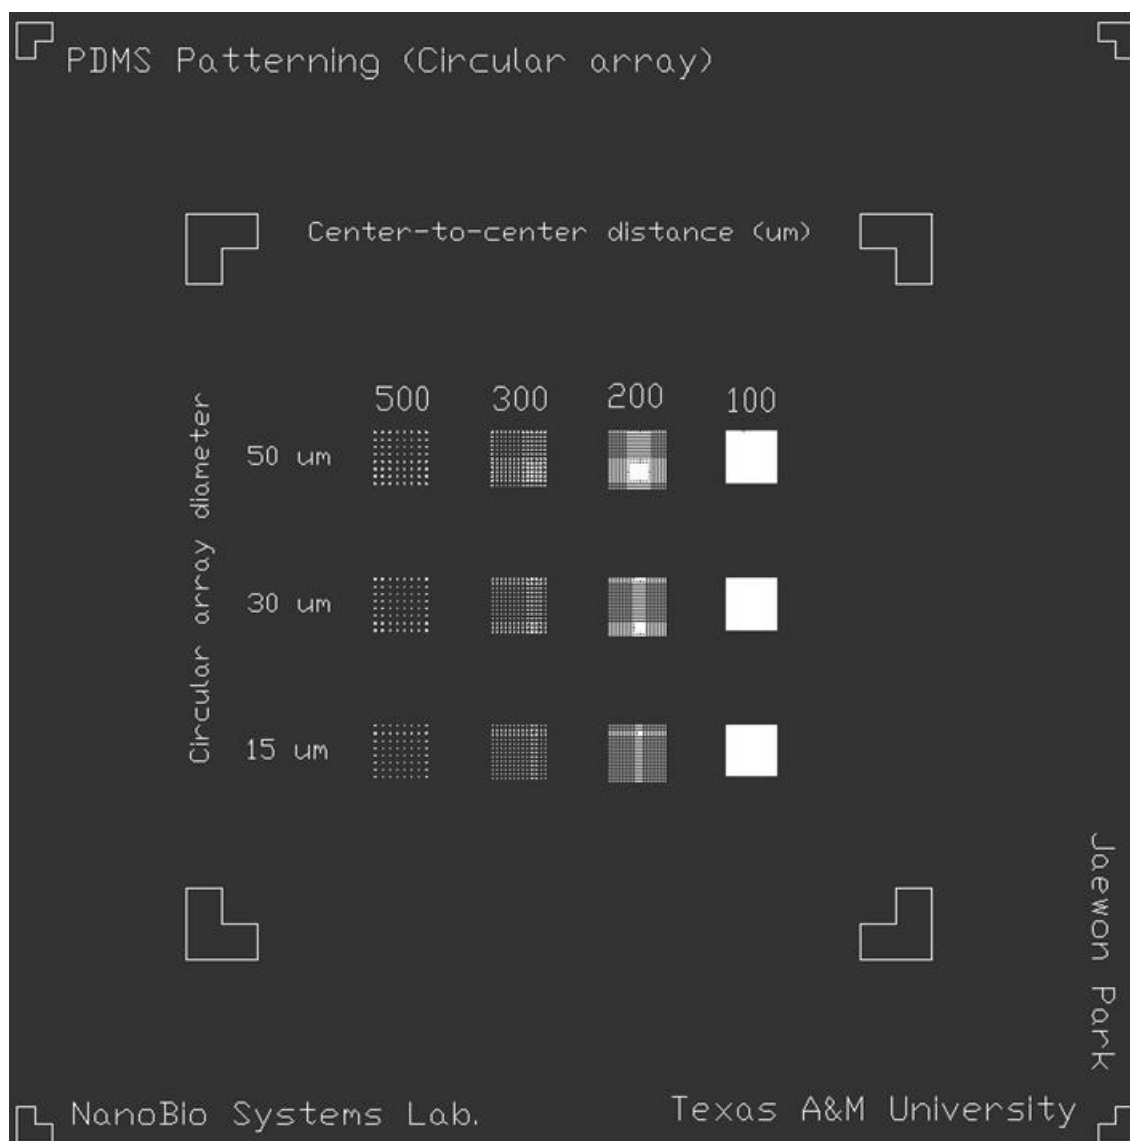 PDMS Patterning (Circular array)
Center-to-center distance (um)
500 300 200 100
Circular array diameter
50 um
30 um
15 um
Jaewon Park
NanoBio Systems Lab.
Texas A&M University